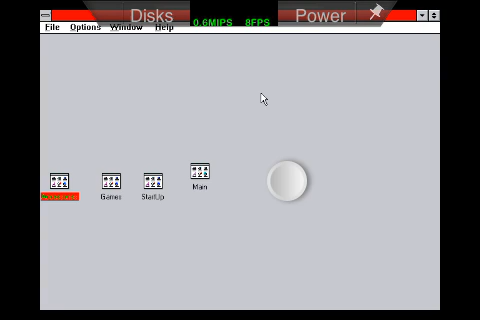 Disks 0.6MIPS 8FPS Power
File Options Window Help
Games StartUp Main